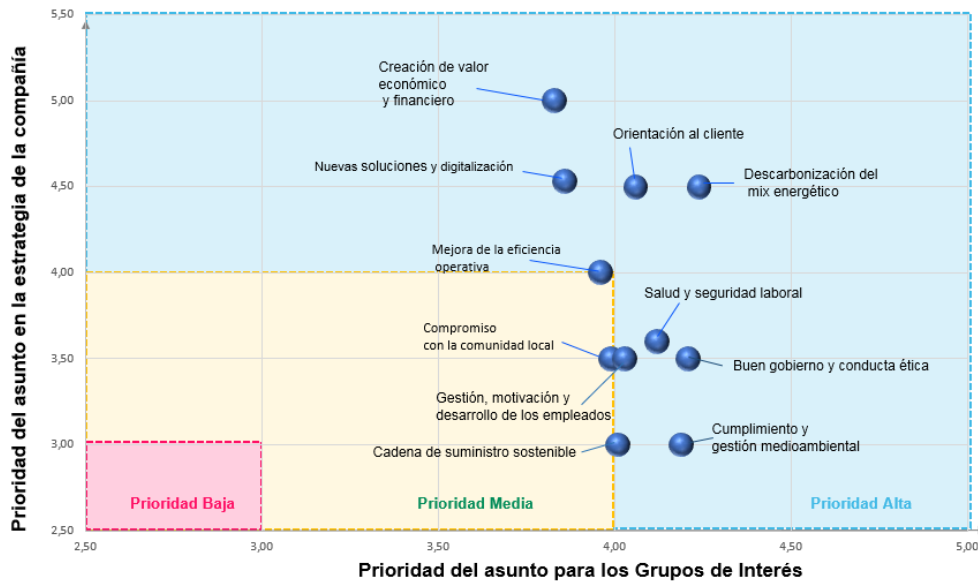 Prioridad del asunto en la estrategia de la compañía
5,50
5,00
4,50
4,00
3,50
3,00
2,50
Creación de valor
económico
y financiero
Orientación al cliente
Nuevas soluciones y digitalización
Descarbonización del
mix energético
Mejora de la eficiencia
operativa
Salud y seguridad laboral
Compromiso
con la comunidad local
Buen gobierno y conducta ética
Gestión, motivación y
desarrollo de los empleados
Cumplimiento y
gestión medioambiental
Cadena de suministro sostenible
Prioridad Baja
Prioridad Media
Prioridad Alta
2,50
3,00
3,50
4,00
4,50
5,00
Prioridad del asunto para los Grupos de Interés